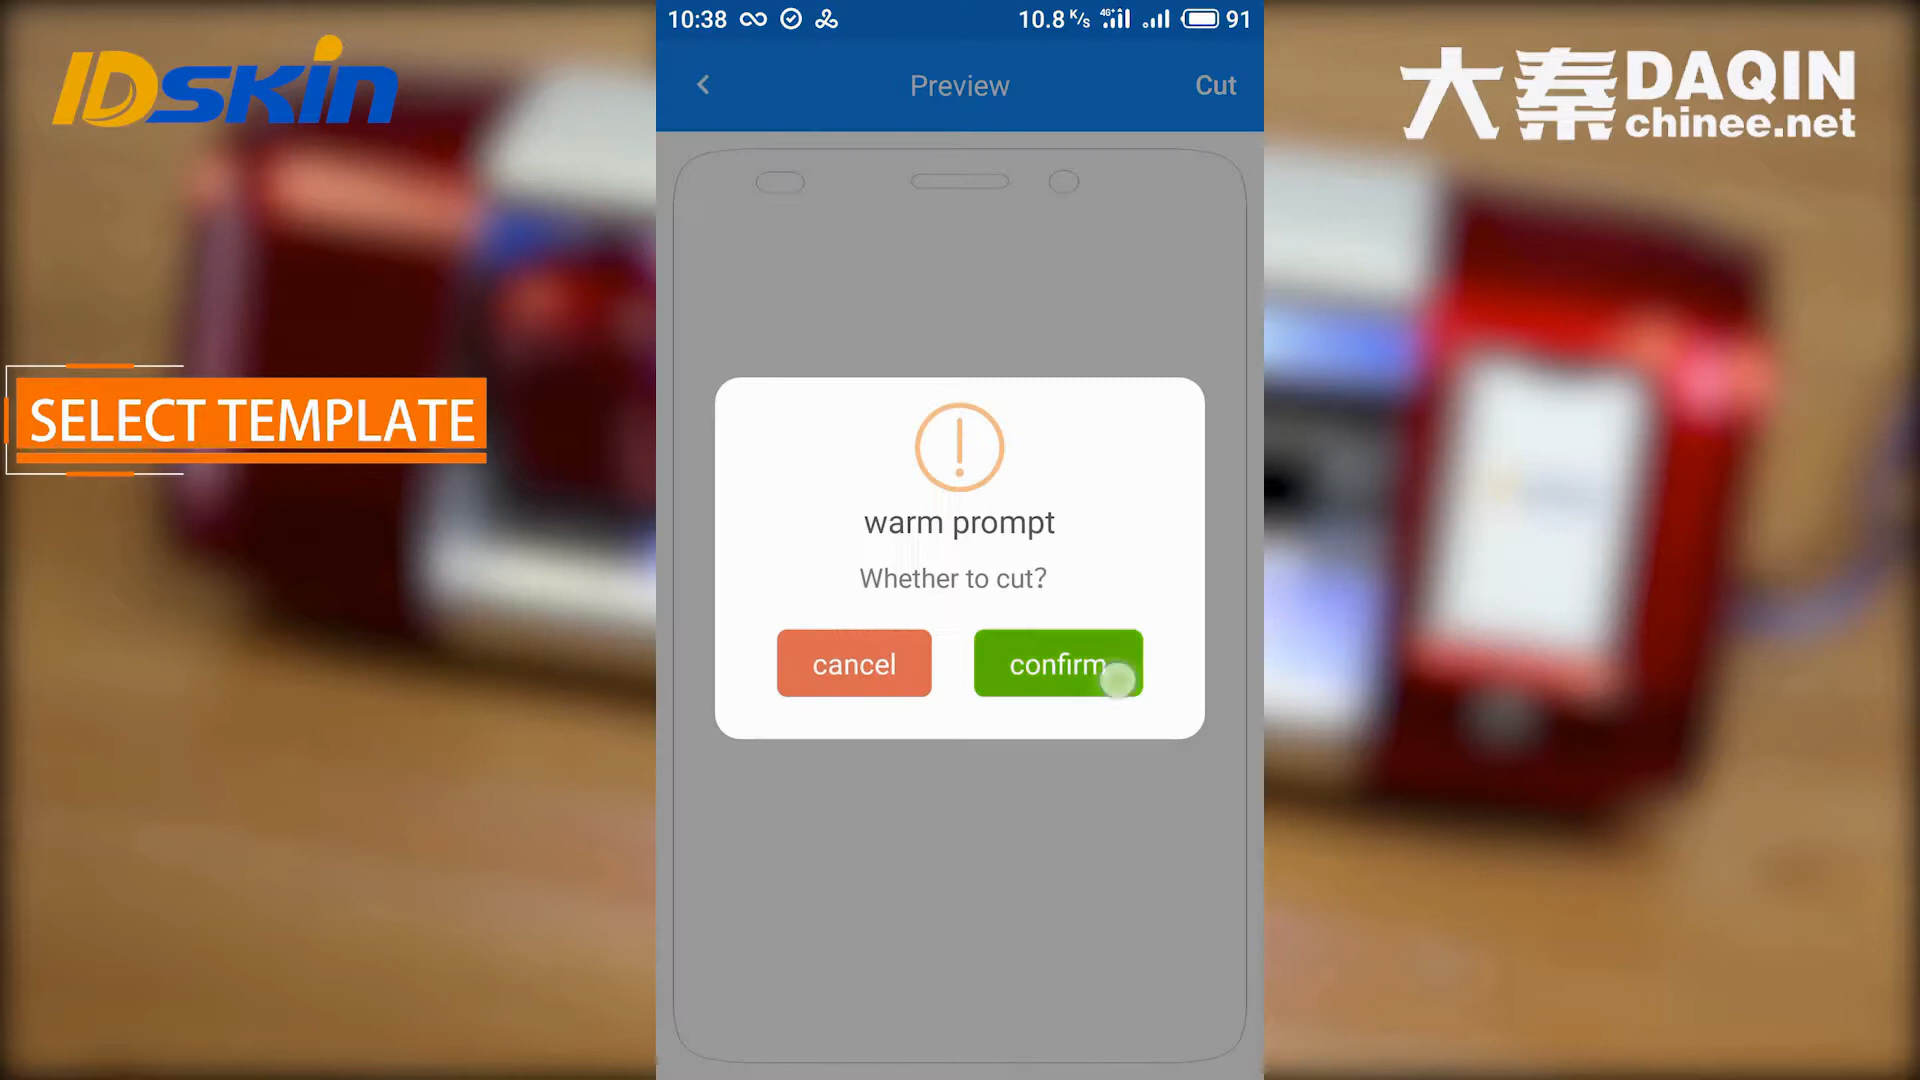 IDSKin
10:38
10.8 K/s 4G+ 91
大秦 DAQIN
chinee.net
Preview
Cut
SELECT TEMPLATE
warm prompt
Whether to cut?
cancel
confirm